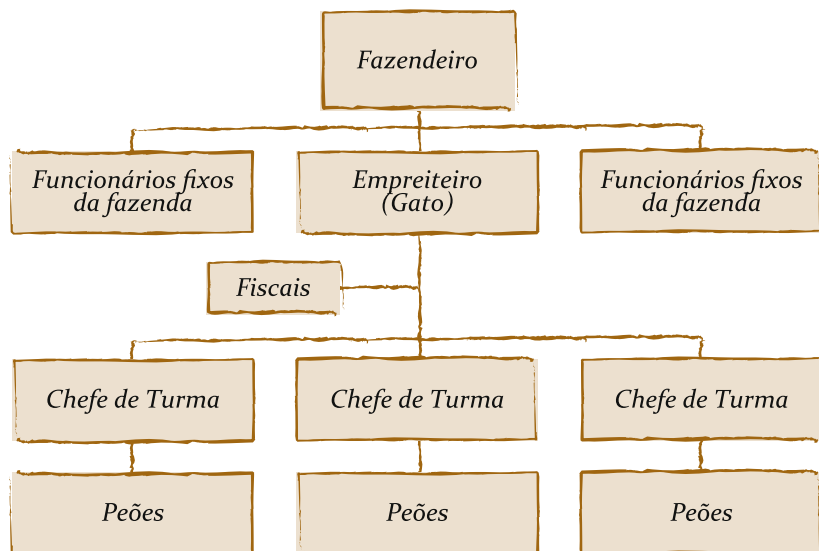 Fazendeiro
Funcionários fixos
da fazenda
Empreiteiro
(Gato)
Funcionários fixos
da fazenda
Fiscais
Chefe de Turma
Chefe de Turma
Chefe de Turma
Peões
Peões
Peões